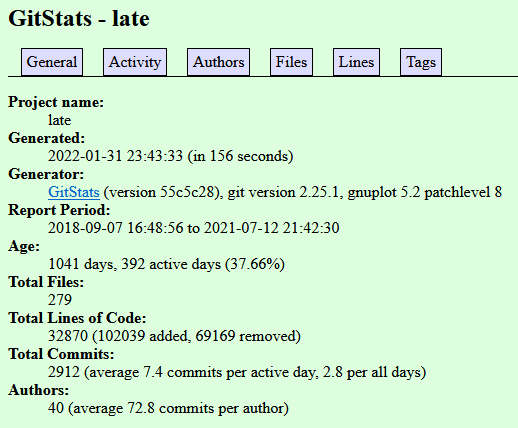 GitStats - late
General Activity Authors Files Lines Tags
Project name:
late
Generated:
2022-01-31 23:43:33 (in 156 seconds)
Generator:
GitStats (version 55c5c28), git version 2.25.1, gnuplot 5.2 patchlevel 8
Report Period:
2018-09-07 16:48:56 to 2021-07-12 21:42:30
Age:
1041 days, 392 active days (37.66%)
Total Files:
279
Total Lines of Code:
32870 (102039 added, 69169 removed)
Total Commits:
2912 (average 7.4 commits per active day, 2.8 per all days)
Authors:
40 (average 72.8 commits per author)